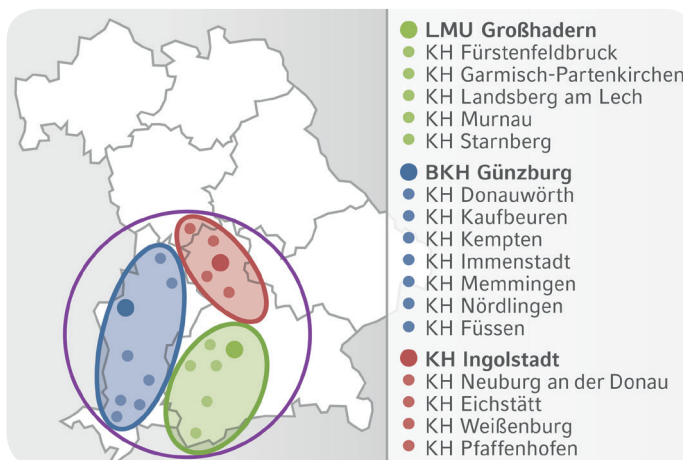 LMU Großhadern
KH Fürstenfeldbruck
KH Garmisch-Partenkirchen
KH Landsberg am Lech
KH Murnau
KH Starnberg
BKH Günzburg
KH Donauwörth
KH Kaufbeuren
KH Kempten
KH Immenstadt
KH Memmingen
KH Nördlingen
KH Füssen
KH Ingolstadt
KH Neuburg an der Donau
KH Eichstätt
KH Weißenburg
KH Pfaffenhofen